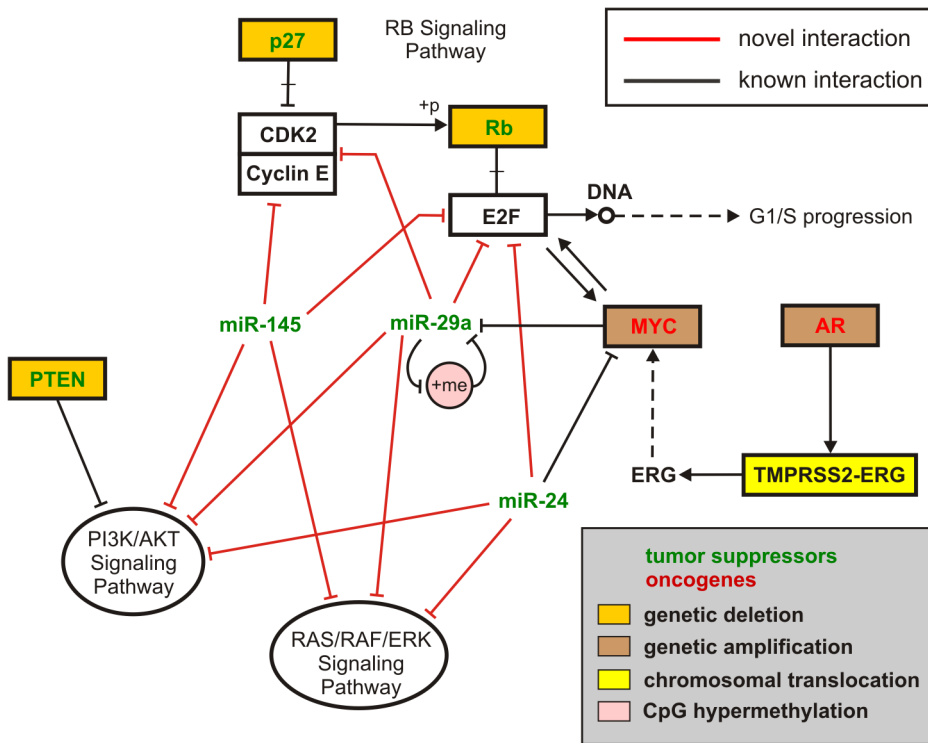 p27
RB Signaling
Pathway
novel interaction
known interaction
+p
CDK2
Rb
Cyclin E
DNA
E2F
G1/S progression
miR-145
miR-29a
MYC
AR
PTEN
+me
ERG
TMPRSS2-ERG
miR-24
PI3K/AKT
Signaling
Pathway
RAS/RAF/ERK
Signaling
Pathway
tumor suppressors
oncogenes
genetic deletion
genetic amplification
chromosomal translocation
CpG hypermethylation